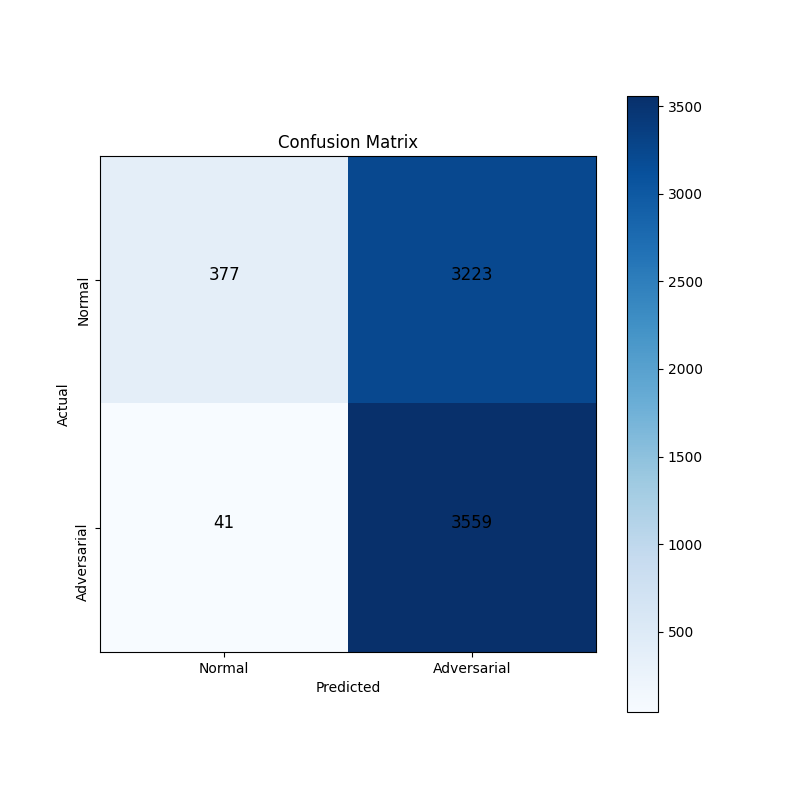 Confusion Matrix
3500
3000
2500
2000
1500
1000
500
Normal
377
3223
Actual
Adversarial
41
3559
Normal
Adversarial
Predicted